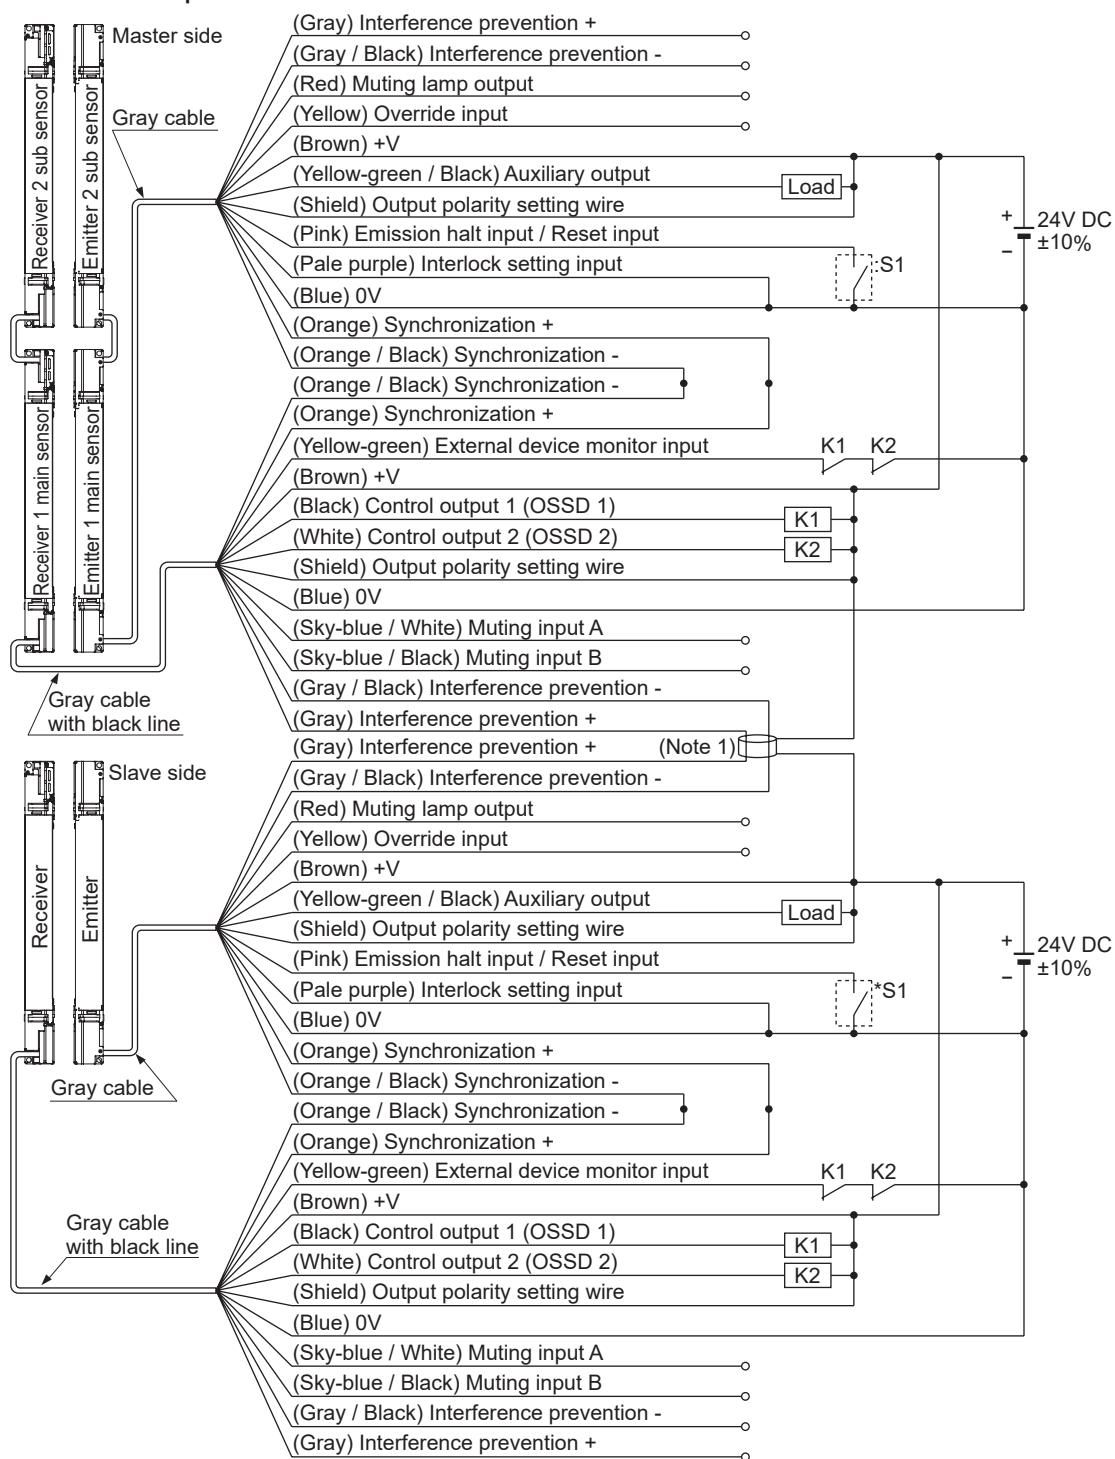 Master side
Receiver 2 sub sensor
Emitter 2 sub sensor
Gray cable
Receiver 1 main sensor
Emitter 1 main sensor
Gray cable
with black line
(Gray) Interference prevention +
(Gray / Black) Interference prevention -
(Red) Muting lamp output
(Yellow) Override input
(Brown) +V
(Yellow-green / Black) Auxiliary output
Load
(Shield) Output polarity setting wire
(Pink) Emission halt input / Reset input
(Pale purple) Interlock setting input
:S1
(Blue) 0V
+
24V DC
±10%
−
(Orange) Synchronization +
(Orange / Black) Synchronization -
(Orange / Black) Synchronization -
(Orange) Synchronization +
(Yellow-green) External device monitor input
K1
K2
(Brown) +V
(Black) Control output 1 (OSSD 1)
K1
(White) Control output 2 (OSSD 2)
K2
(Shield) Output polarity setting wire
(Blue) 0V
(Sky-blue / White) Muting input A
(Sky-blue / Black) Muting input B
(Gray / Black) Interference prevention -
(Gray) Interference prevention +
(Gray) Interference prevention +
(Note 1)
Slave side
Receiver
Emitter
Gray cable
Gray cable
with black line
(Gray / Black) Interference prevention -
(Red) Muting lamp output
(Yellow) Override input
(Brown) +V
(Yellow-green / Black) Auxiliary output
Load
(Shield) Output polarity setting wire
(Pink) Emission halt input / Reset input
(Pale purple) Interlock setting input
*S1
(Blue) 0V
+
24V DC
±10%
−
(Orange) Synchronization +
(Orange / Black) Synchronization -
(Orange / Black) Synchronization -
(Orange) Synchronization +
(Yellow-green) External device monitor input
K1
K2
(Brown) +V
(Black) Control output 1 (OSSD 1)
K1
(White) Control output 2 (OSSD 2)
K2
(Shield) Output polarity setting wire
(Blue) 0V
(Sky-blue / White) Muting input A
(Sky-blue / Black) Muting input B
(Gray / Black) Interference prevention -
(Gray) Interference prevention +